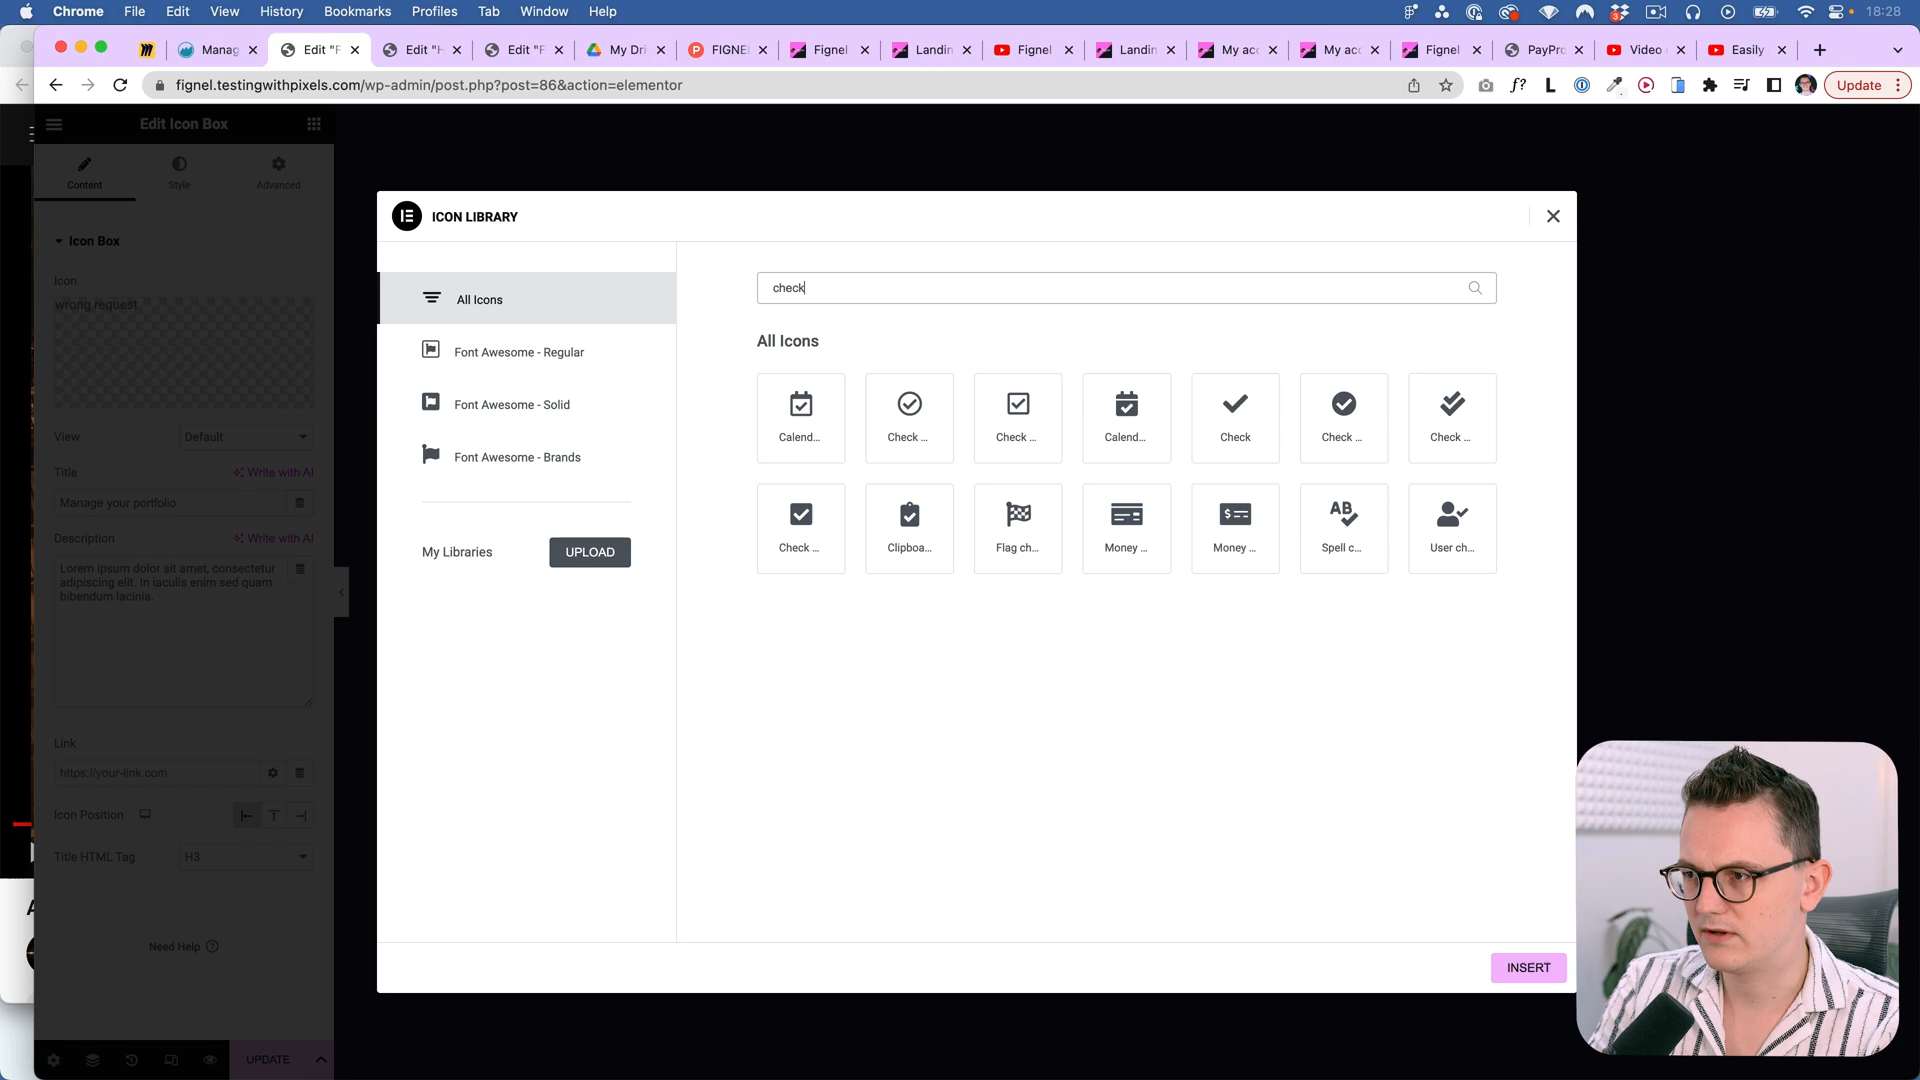 Chrome File Edit View History Bookmarks Profiles Tab Window Help
3
18:28
Manag
Edit "F
Edit "H
Edit "F
My Dri
FIGNEL
Fignel
Landin
Fignel
Landin
My acc
My acc
Fignel
PayPro
Video
Easily
fignel.testingwithpixels.com/wp-admin/post.php?post=86&action=elementor
f?
L
Update
Edit Icon Box
Content Style Advanced
Icon Box
Icon
wrong request
View Default
Title Write with AI
Manage your portfolio
Description Write with AI
Lorem ipsum dolor sit amet, consectetur
adipiscing elit. In iaculis enim sed quam
bibendum lacinia.
Link
https://your-link.com
Icon Position
Title HTML Tag H3
Need Help
UPDATE
ICON LIBRARY
All Icons
Font Awesome - Regular
Font Awesome - Solid
Font Awesome - Brands
My Libraries UPLOAD
check
All Icons
Calend... Check ... Check ... Calend... Check Check ... Check ...
AB
Check ... Clipboa... Flag ch... Money ... Money ... Spell c... User ch...
INSERT